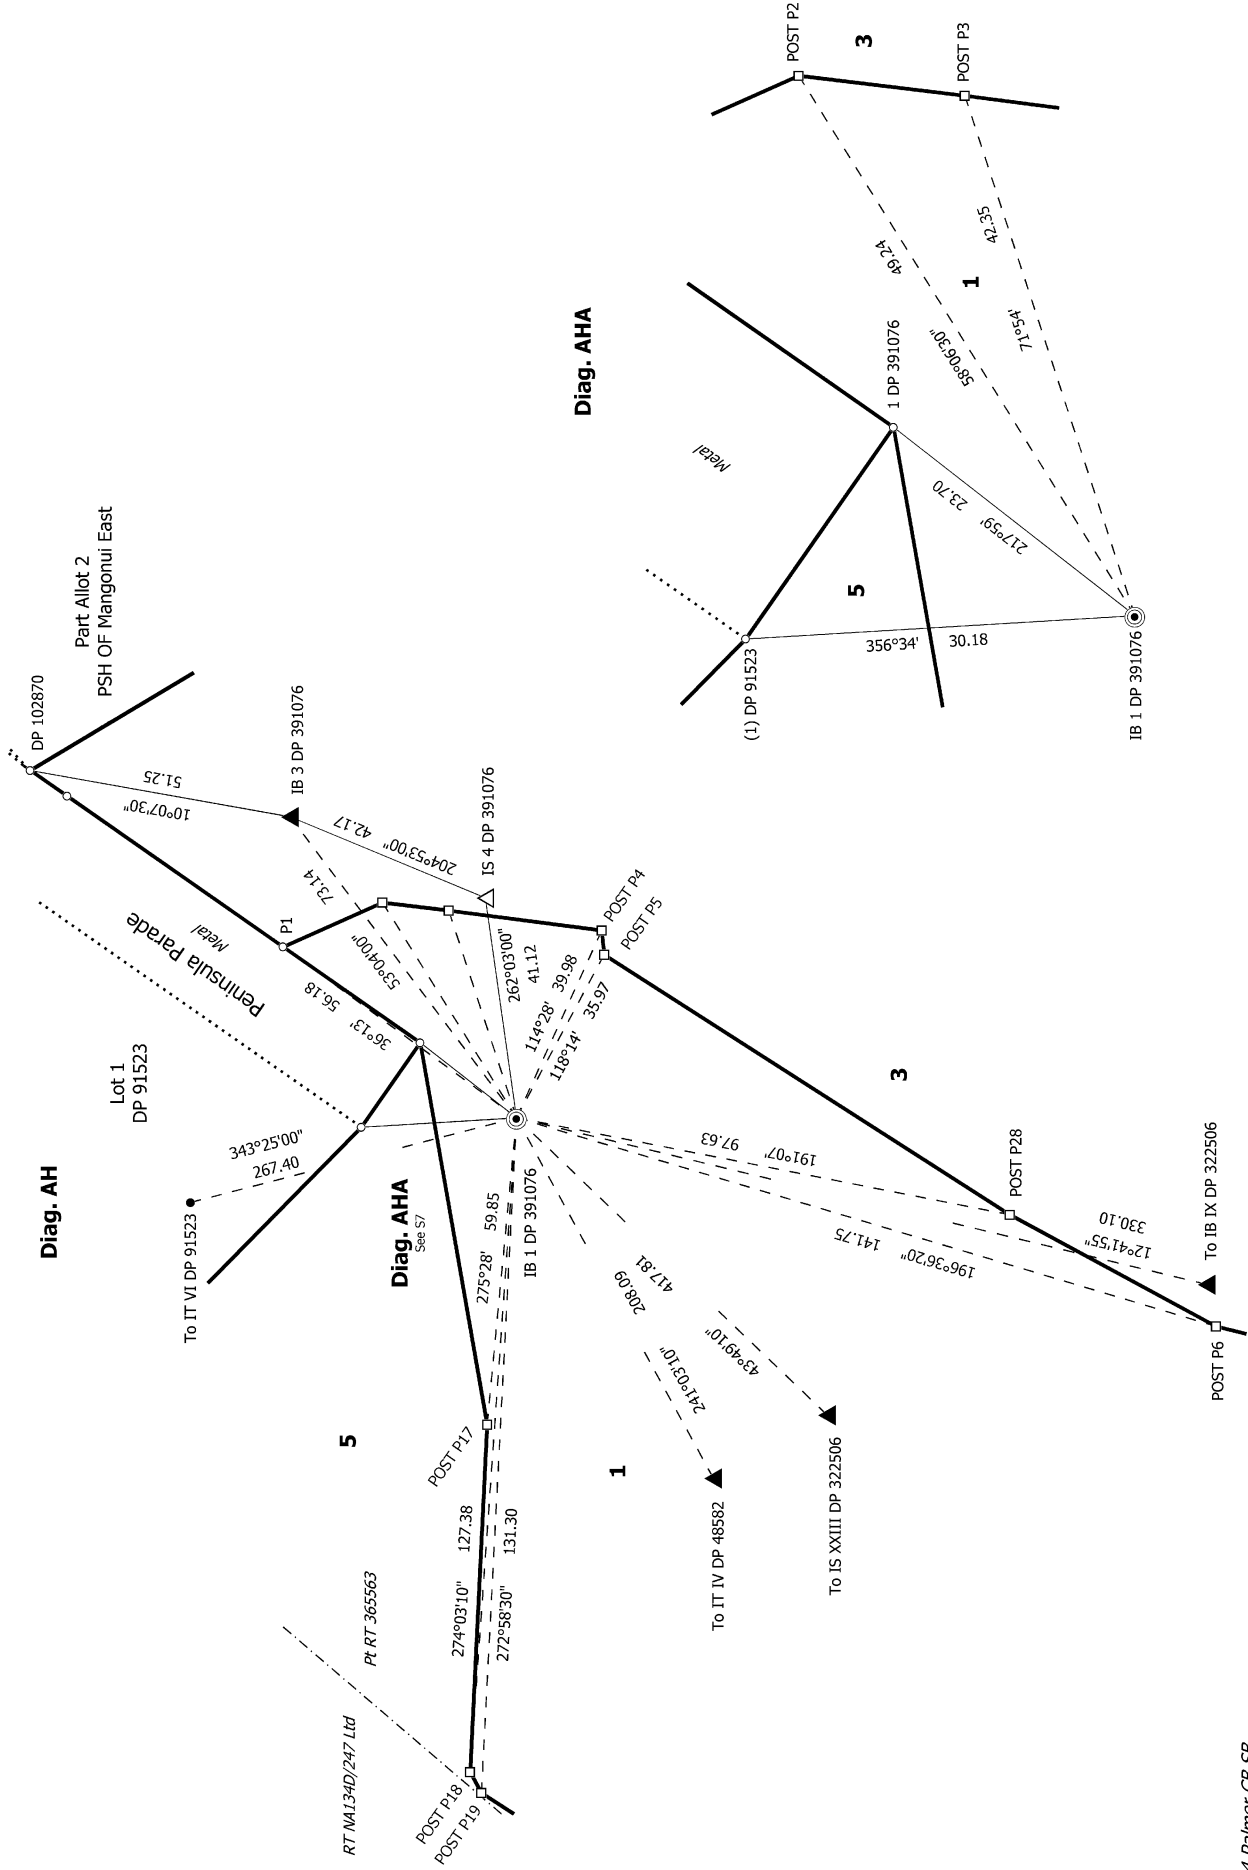 Diag. AH
To IT VI DP 91523
343°25'00"
267.40
Lot 1
DP 91523
Peninsula Parade
Metal
Part Allot 2
PSH OF Mangonui East
DP 102870
51.25
10°07'30"
IB 3 DP 391076
42.17
204°53'00"
IS 4 DP 391076
P1
73.14
53°04'00"
56.18
36°13'
262°03'00"
41.12
POST P4
POST P5
114°28'
39.98
118°14'
35.97
Diag. AHA
See S7
IB 1 DP 391076
275°28'
59.85
POST P17
5
274°03'10"
127.38
272°58'30"
131.30
Pt RT 365563
RT NA134D/247 Ltd
POST P18
POST P19
1
208.09
241°03'10"
To IT IV DP 48582
417.81
43°49'10"
To IS XXIII DP 322506
97.63
191°07'
141.75
196°36'20"
3
POST P28
330.10
12°41'55"
To IB IX DP 322506
POST P6
Diag. AHA
Metal
(1) DP 91523
5
1 DP 391076
23.70
217°59'
356°34'
30.18
IB 1 DP 391076
49.24
58°06'30"
42.35
71°54'
1
POST P2
3
POST P3